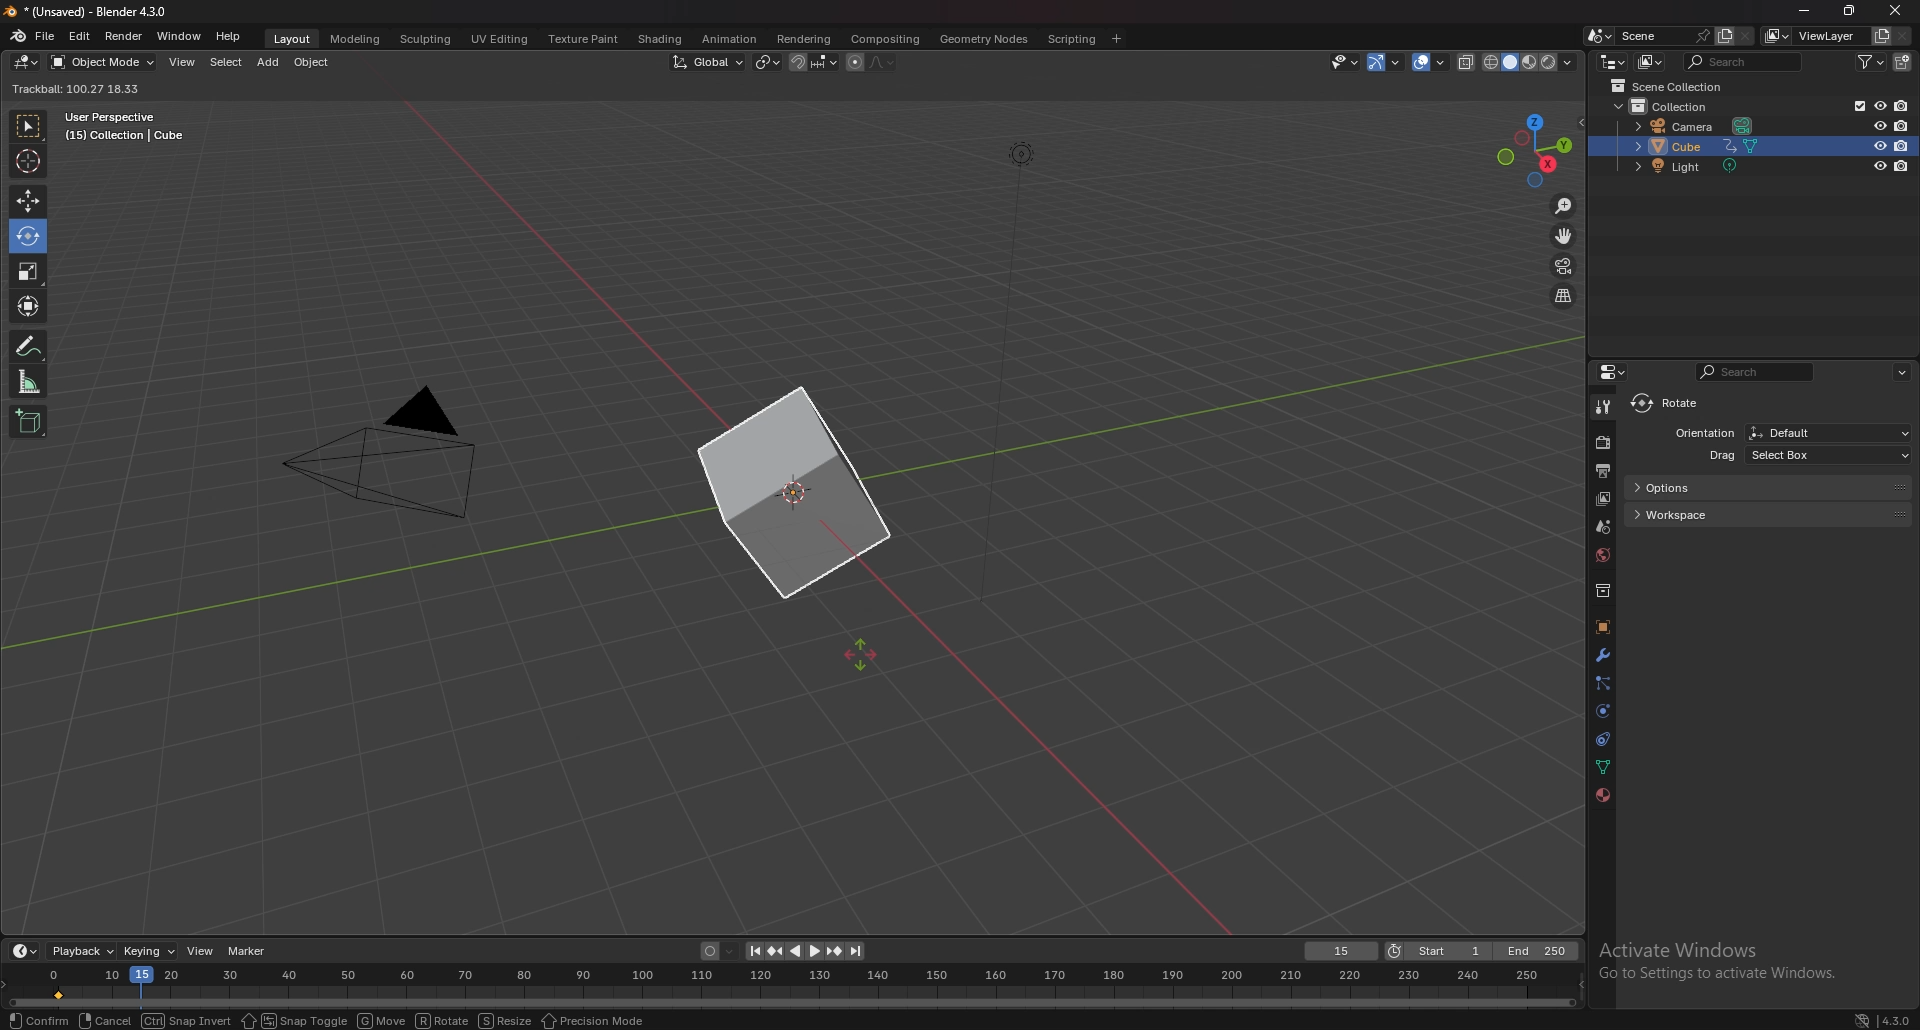 * (Unsaved) - Blender 4.3.0
File Edit Render Window Help Layout Modeling Sculpting UV Editing Texture Paint Shading Animation Rendering Compositing Geometry Nodes Scripting + Scene ViewLayer
Object Mode View Select Add Object Global Search
Trackball: 100.27 18.33
User Perspective
(15) Collection | Cube
Z
Y
X
Scene Collection
Collection
Camera
Cube
Light
Search
Rotate
Orientation Default
Drag Select Box
Options
Workspace
Playback Keying View Marker 15 Start 1 End 250
0 10 15 20 30 40 50 60 70 80 90 100 110 120 130 140 150 160 170 180 190 200 210 220 230 240 250
Activate Windows
Go to Settings to activate Windows.
Confirm Cancel Ctrl Snap Invert Snap Toggle G Move R Rotate S Resize Precision Mode 4.3.0